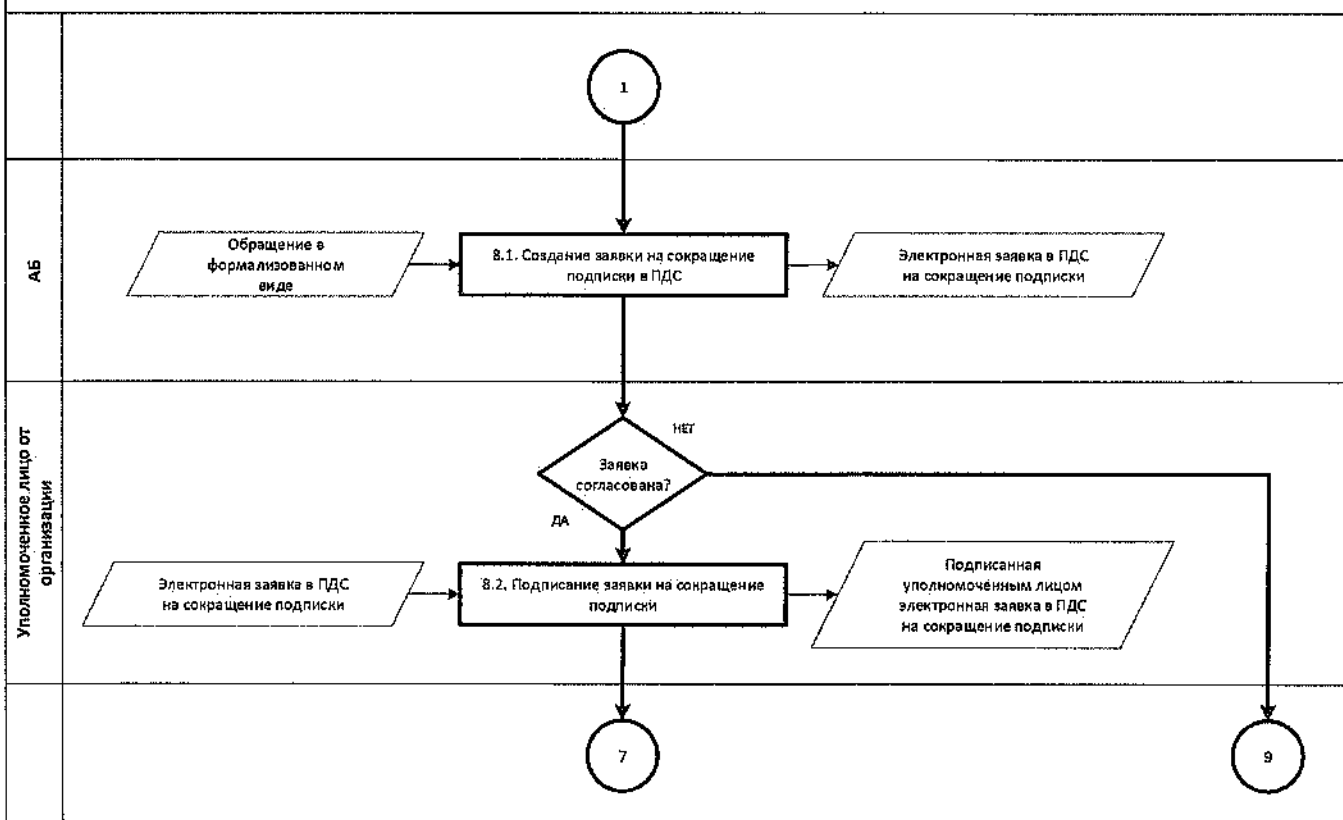 1
АБ
Обращение в
формализованном
виде
8.1. Создание заявки на сокращение
подписки в ПДС
Электронная заявка в ПДС
на сокращение подписки
Уполномоченное лицо от
организации
НЕТ
Заявка
согласована?
ДА
Электронная заявка в ПДС
на сокращение подписки
8.2. Подписание заявки на сокращение
подписки
Подписанная
уполномоченным лицом
электронная заявка в ПДС
на сокращение подписки
7
9